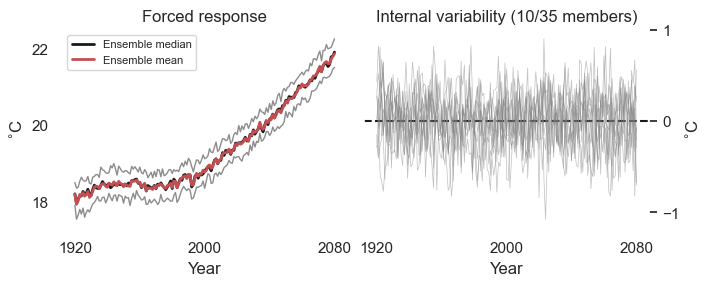 Forced response
Ensemble median
Ensemble mean
22
20
18
˚C
1920
2000
2080
Year
Internal variability (10/35 members)
1
0
−1
˚C
1920
2000
2080
Year